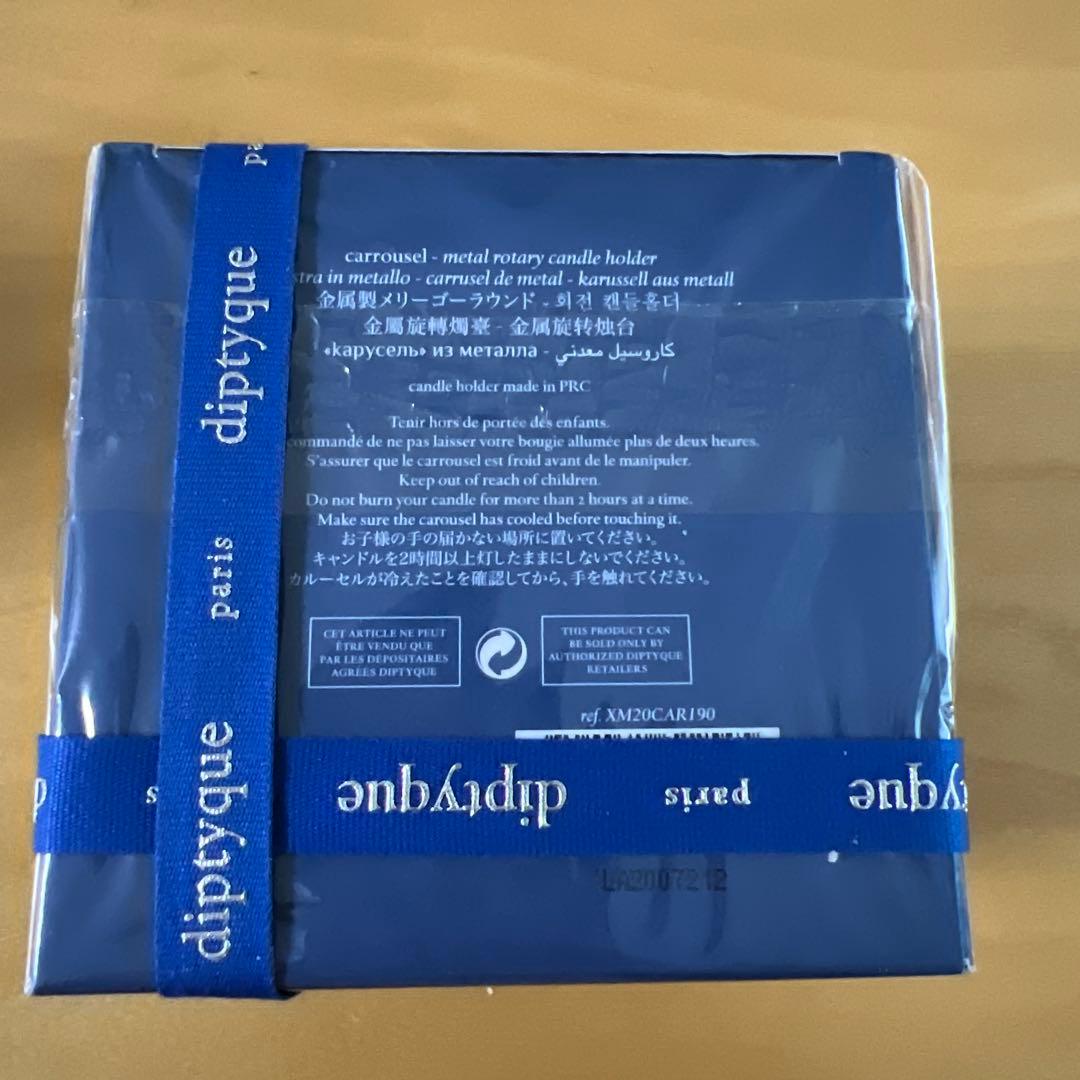 carrousel - metal rotary candle holder
in metallo - carrusel de metal - karussell aus metall
金属製メリーゴーラウンド - 회전 캔들홀더
金屬旋轉燭臺 - 金属旋转烛台
«карусель» из металла - كاروسيل معدني
candle holder made in PRC
Tenir hors de portée des enfants.
de ne pas laisser votre bougie allumée plus de deux heures.
S'assurer que le carrousel est froid avant de le manipuler.
Keep out of reach of children.
Do not burn your candle for more than 2 hours at a time.
Make sure the carousel has cooled before touching it.
お子様の手の届かない場所に置いてください。
キャンドルを2時間以上灯したままにしないでください。
カルーセルが冷えたことを確認してから、手を触れてください。
CET ARTICLE NE PEUT
ÊTRE VENDU QUE
PAR LES DÉPOSITAIRES
AGRÉÉS DIPTYQUE
THIS PRODUCT CAN
BE SOLD ONLY BY
AUTHORIZED DIPTYQUE
RETAILERS
ref. XM20CAR190
diptyque
paris
diptyque
diptyque
paris
LA2007212